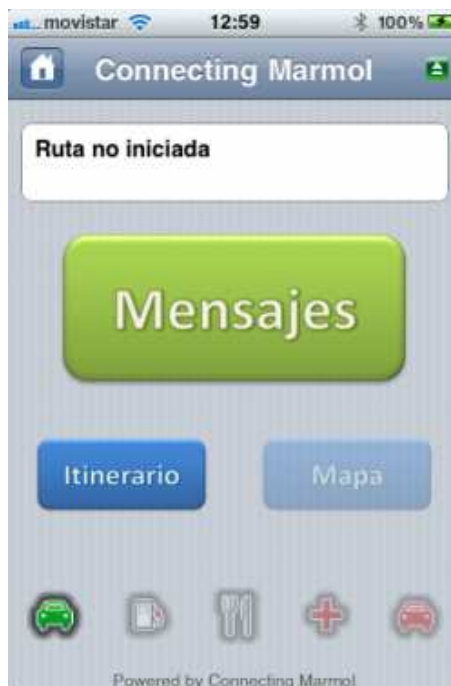 movistar 12:59 100%
Connecting Marmol
Ruta no iniciada
Mensajes
Itinerario Mapa
Powered by Connecting Marmol